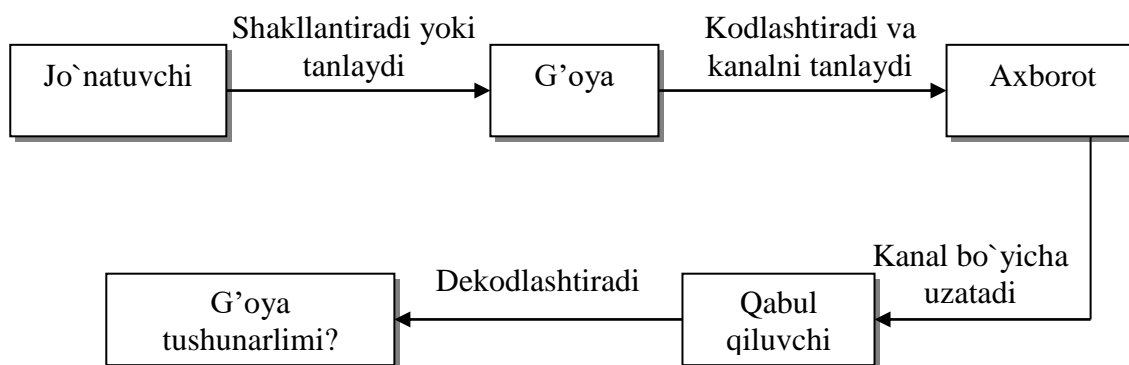 Jo`natuvchi
Shakllantiradi yoki
tanlaydi
G’oya
Kodlashtiradi va
kanalni tanlaydi
Axborot
Kanal bo`yicha
uzatadi
Qabul
qiluvchi
Dekodlashtiradi
G’oya
tushunarlimi?